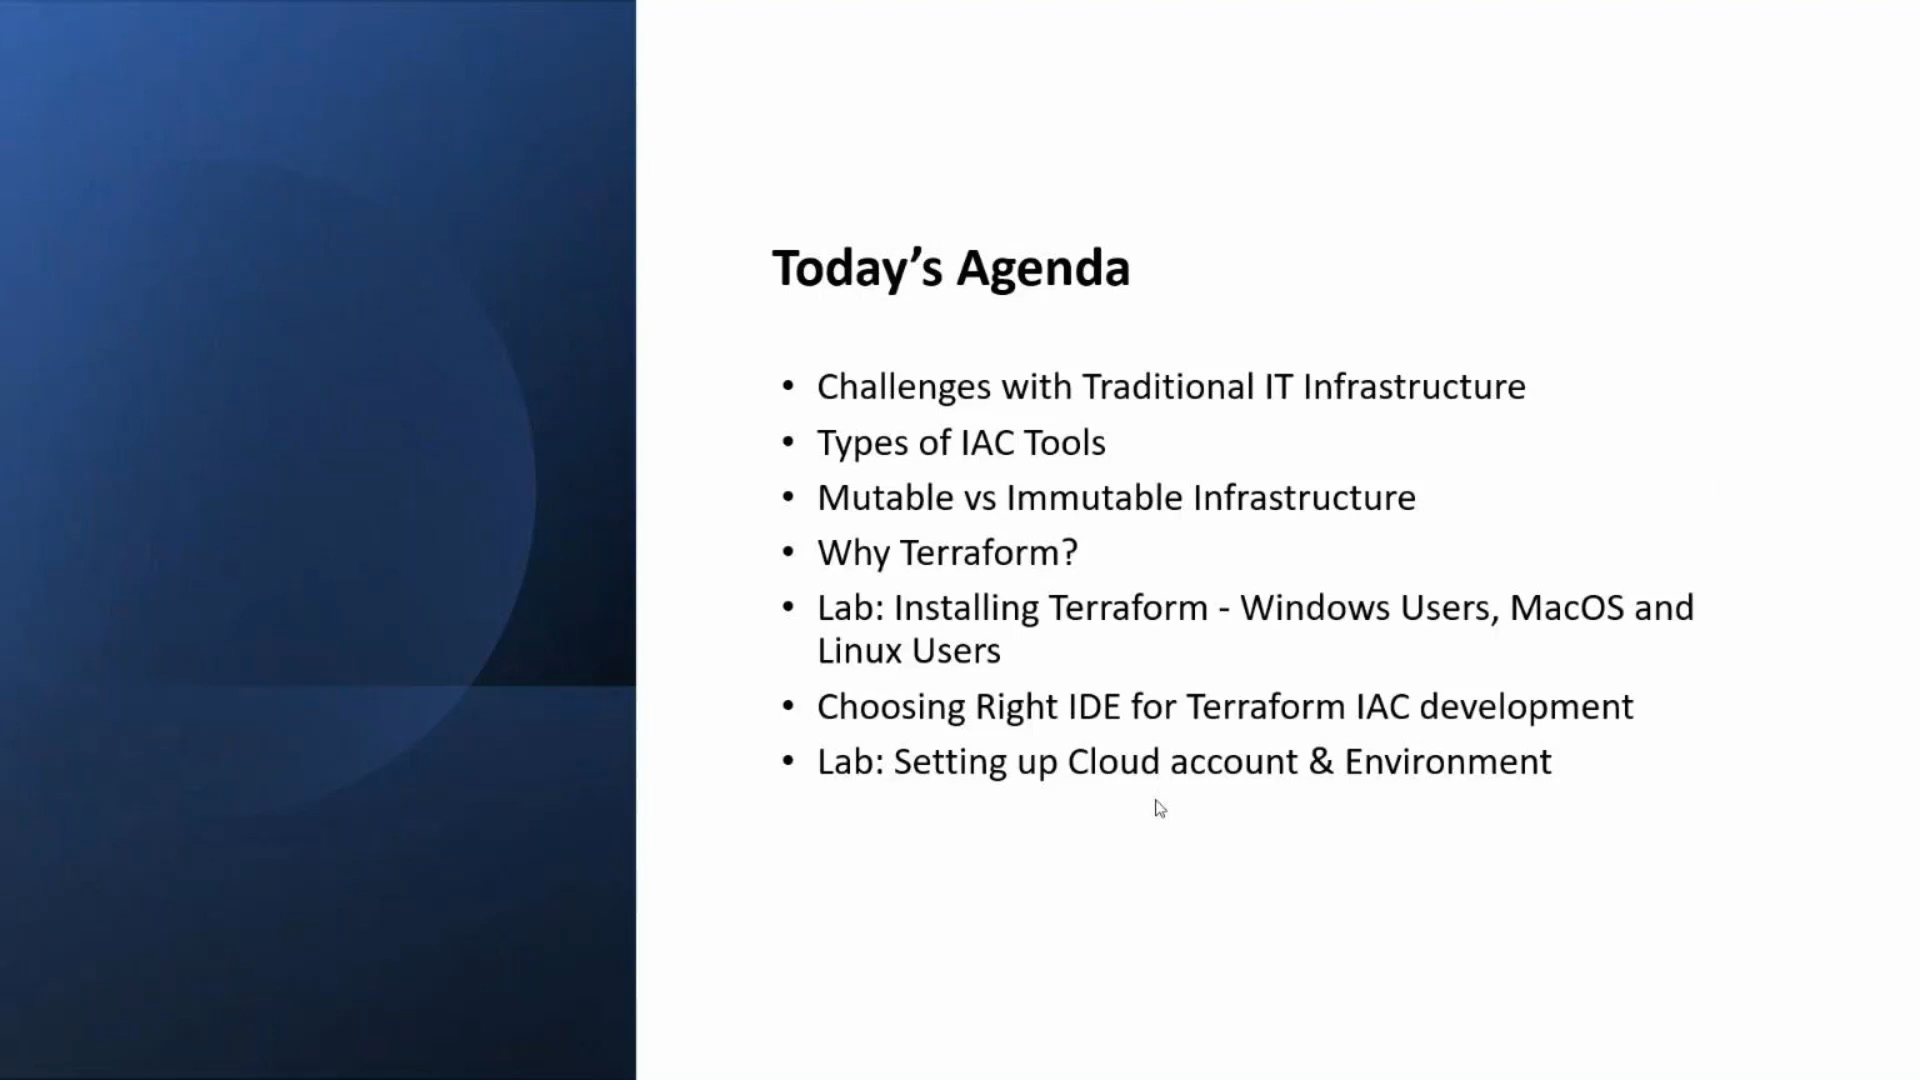 Today’s Agenda
• Challenges with Traditional IT Infrastructure
• Types of IAC Tools
• Mutable vs Immutable Infrastructure
• Why Terraform?
• Lab: Installing Terraform - Windows Users, MacOS and
Linux Users
• Choosing Right IDE for Terraform IAC development
• Lab: Setting up Cloud account & Environment